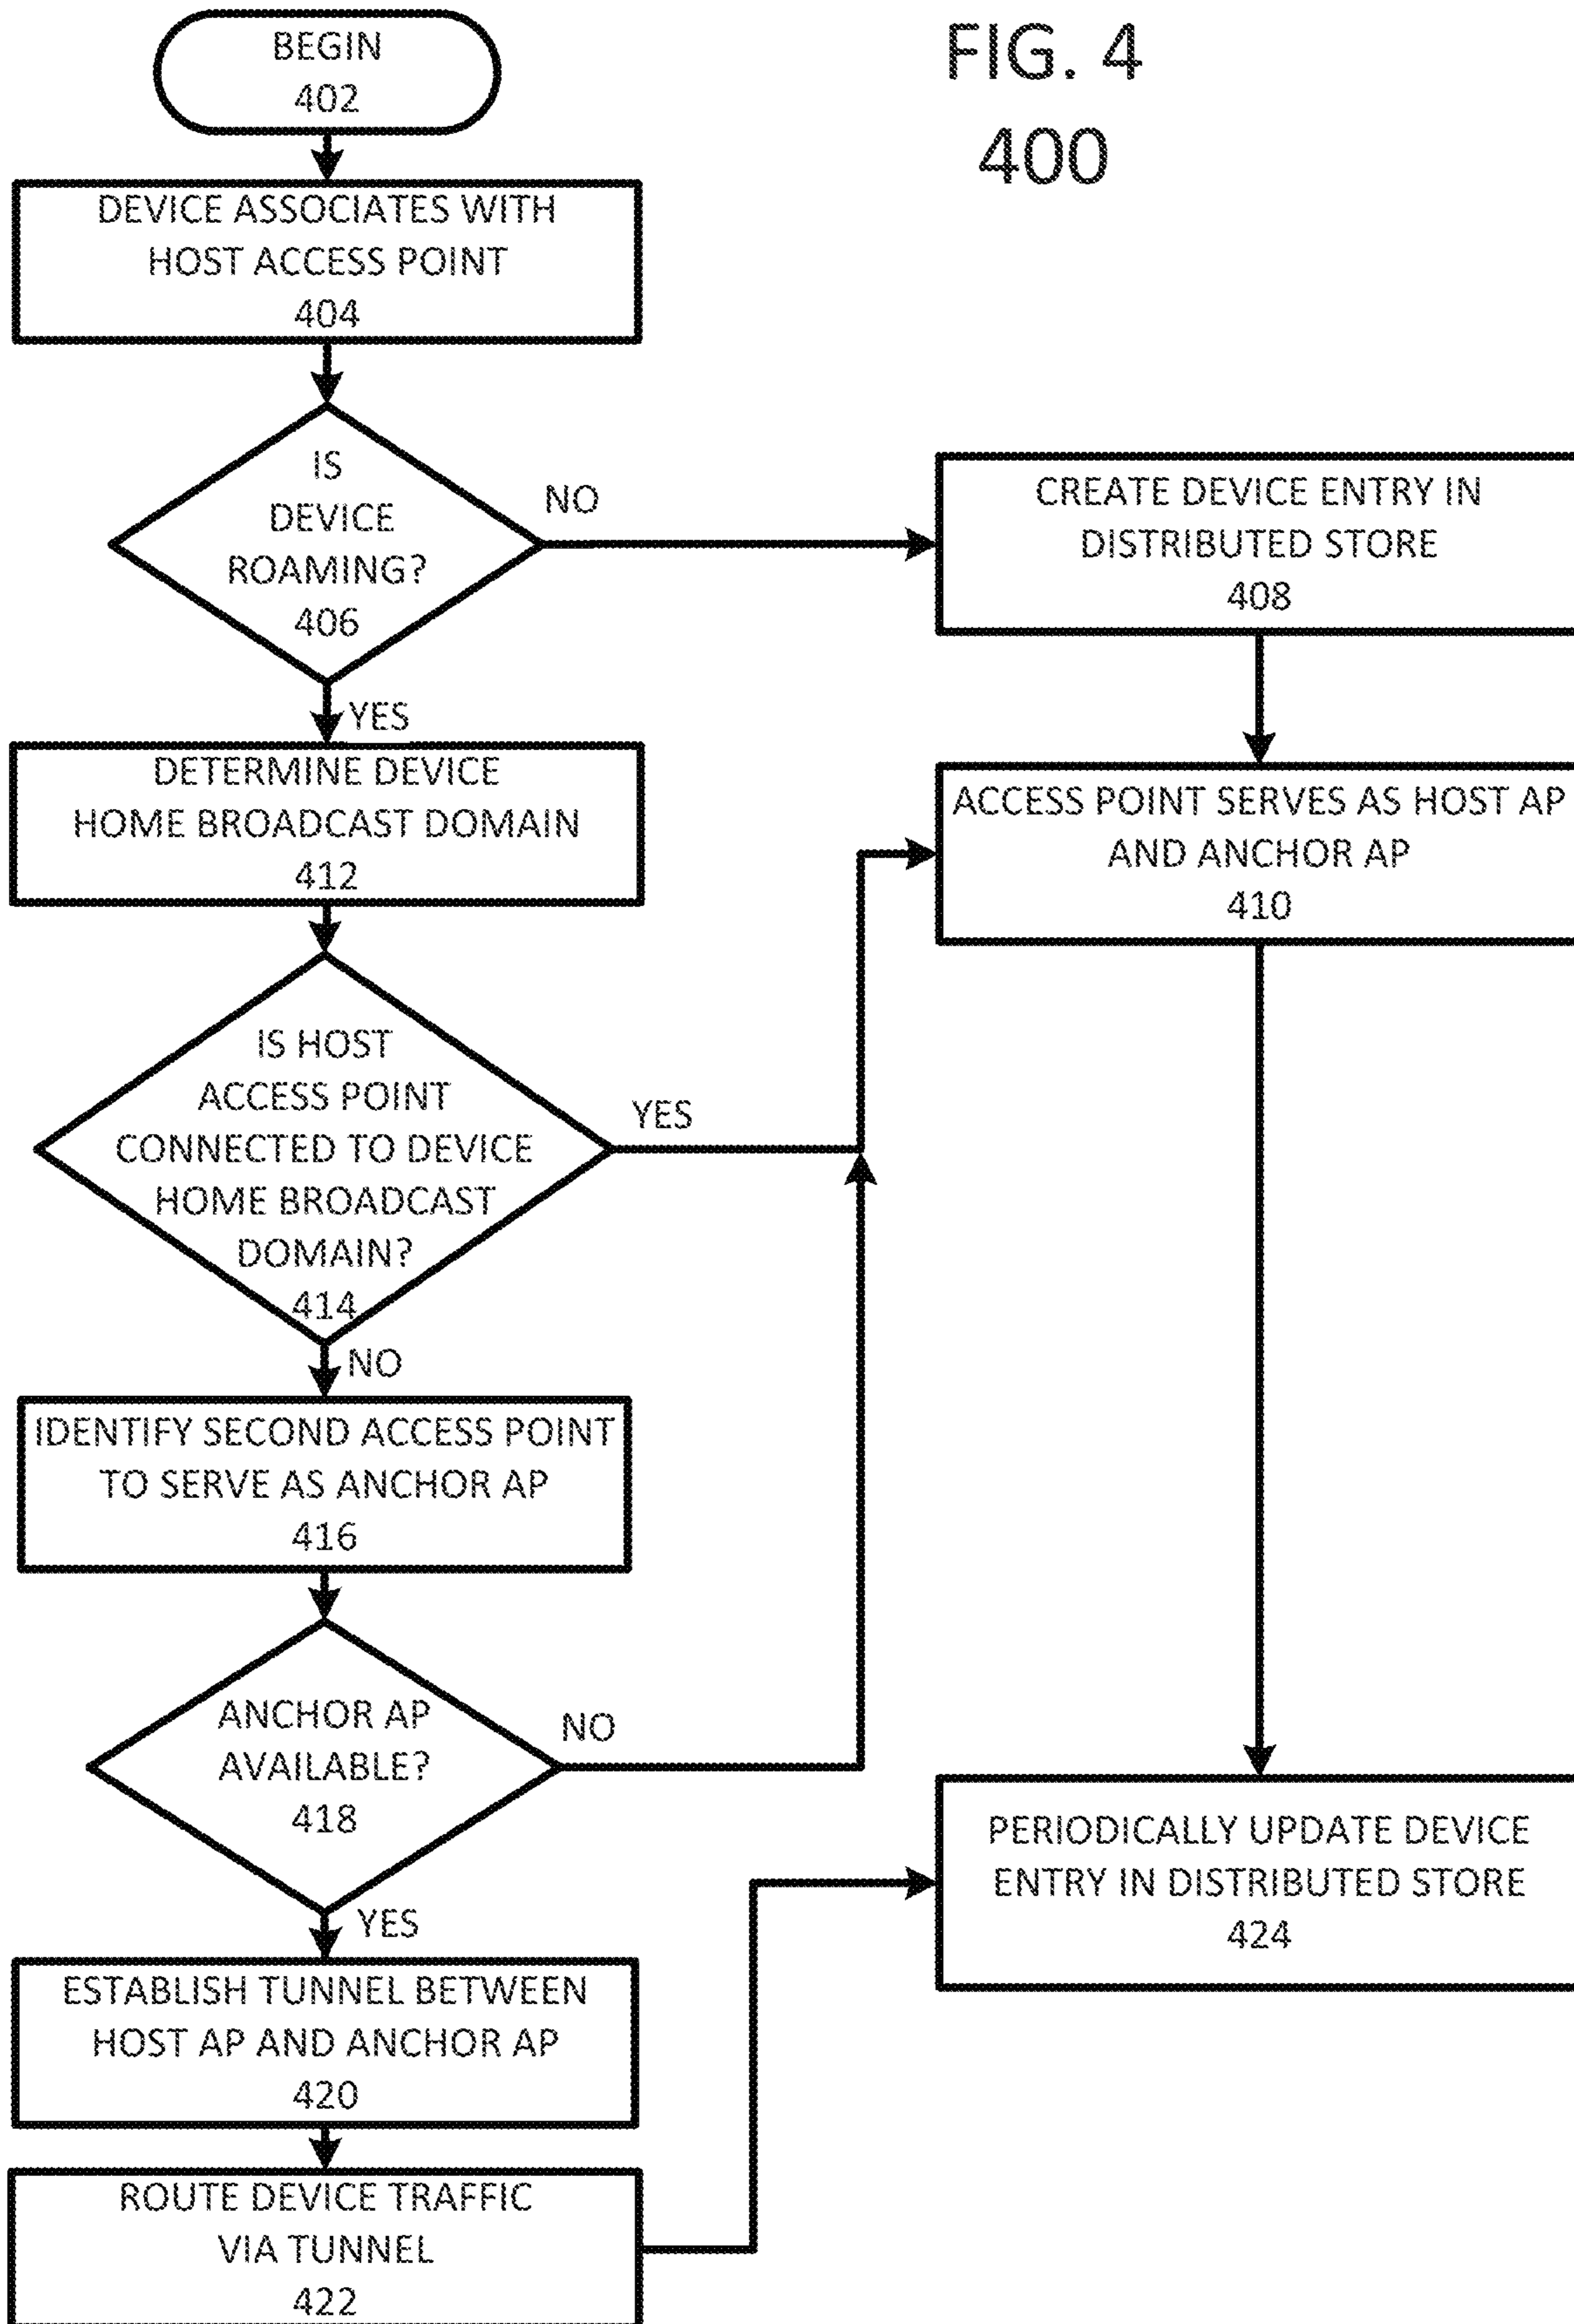 FIG. 4
400
BEGIN
402
DEVICE ASSOCIATES WITH
HOST ACCESS POINT
404
IS
DEVICE
ROAMING?
406
NO
YES
CREATE DEVICE ENTRY IN
DISTRIBUTED STORE
408
ACCESS POINT SERVES AS HOST AP
AND ANCHOR AP
410
DETERMINE DEVICE
HOME BROADCAST DOMAIN
412
IS HOST
ACCESS POINT
CONNECTED TO DEVICE
HOME BROADCAST
DOMAIN?
414
YES
NO
IDENTIFY SECOND ACCESS POINT
TO SERVE AS ANCHOR AP
416
ANCHOR AP
AVAILABLE?
418
NO
YES
ESTABLISH TUNNEL BETWEEN
HOST AP AND ANCHOR AP
420
ROUTE DEVICE TRAFFIC
VIA TUNNEL
422
PERIODICALLY UPDATE DEVICE
ENTRY IN DISTRIBUTED STORE
424